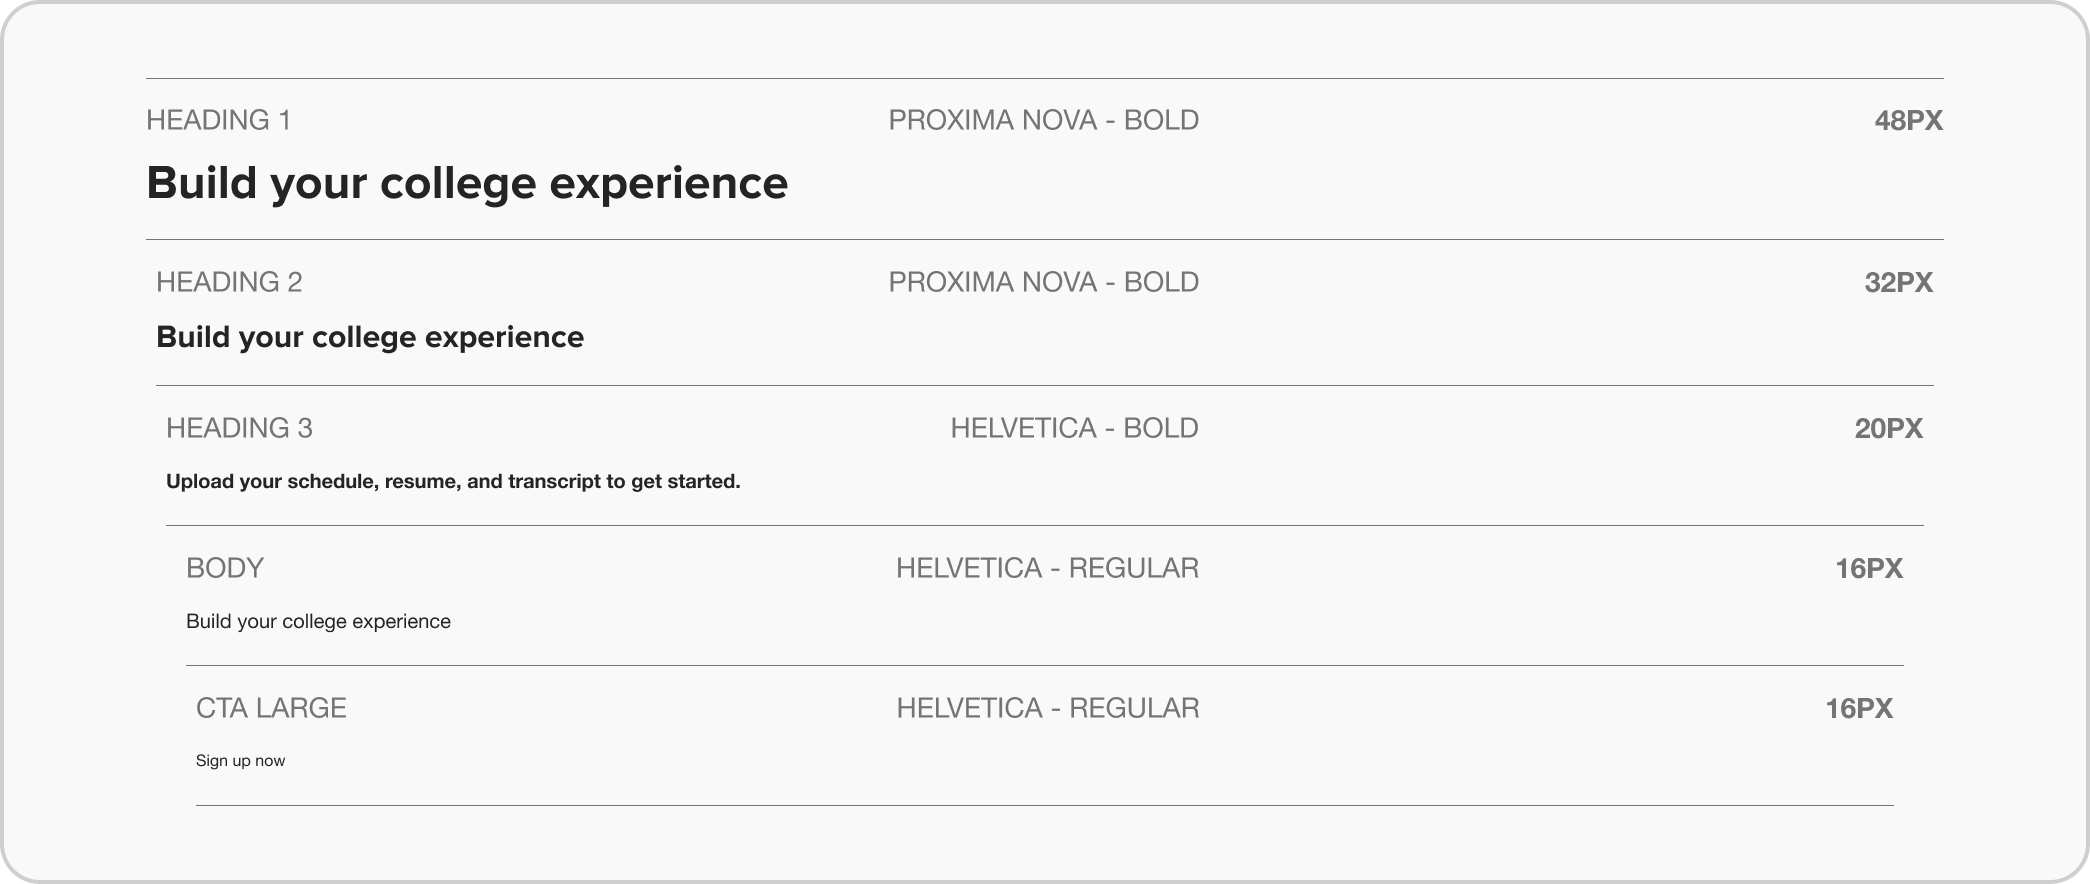 HEADING 1 PROXIMA NOVA - BOLD 48PX
Build your college experience
HEADING 2 PROXIMA NOVA - BOLD 32PX
Build your college experience
HEADING 3 HELVETICA - BOLD 20PX
Upload your schedule, resume, and transcript to get started.
BODY HELVETICA - REGULAR 16PX
Build your college experience
CTA LARGE HELVETICA - REGULAR 16PX
Sign up now